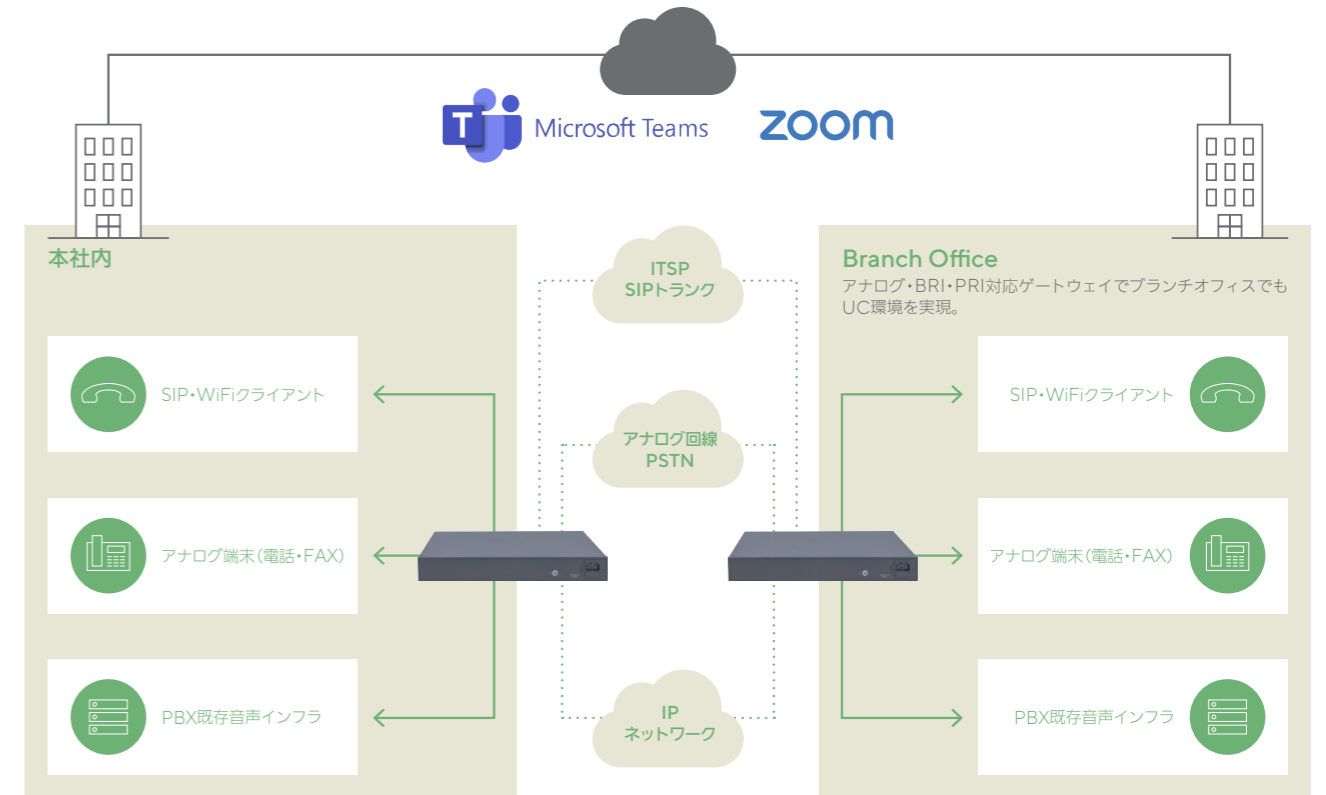 Microsoft Teams
zoom
本社内
SIP・WiFiクライアント
アナログ端末(電話・FAX)
PBX既存音声インフラ
ITSP
SIPトランク
アナログ回線
PSTN
IP
ネットワーク
Branch Office
アナログ・BRI・PRI対応ゲートウェイでブランチオフィスでも
UC環境を実現。
SIP・WiFiクライアント
アナログ端末(電話・FAX)
PBX既存音声インフラ